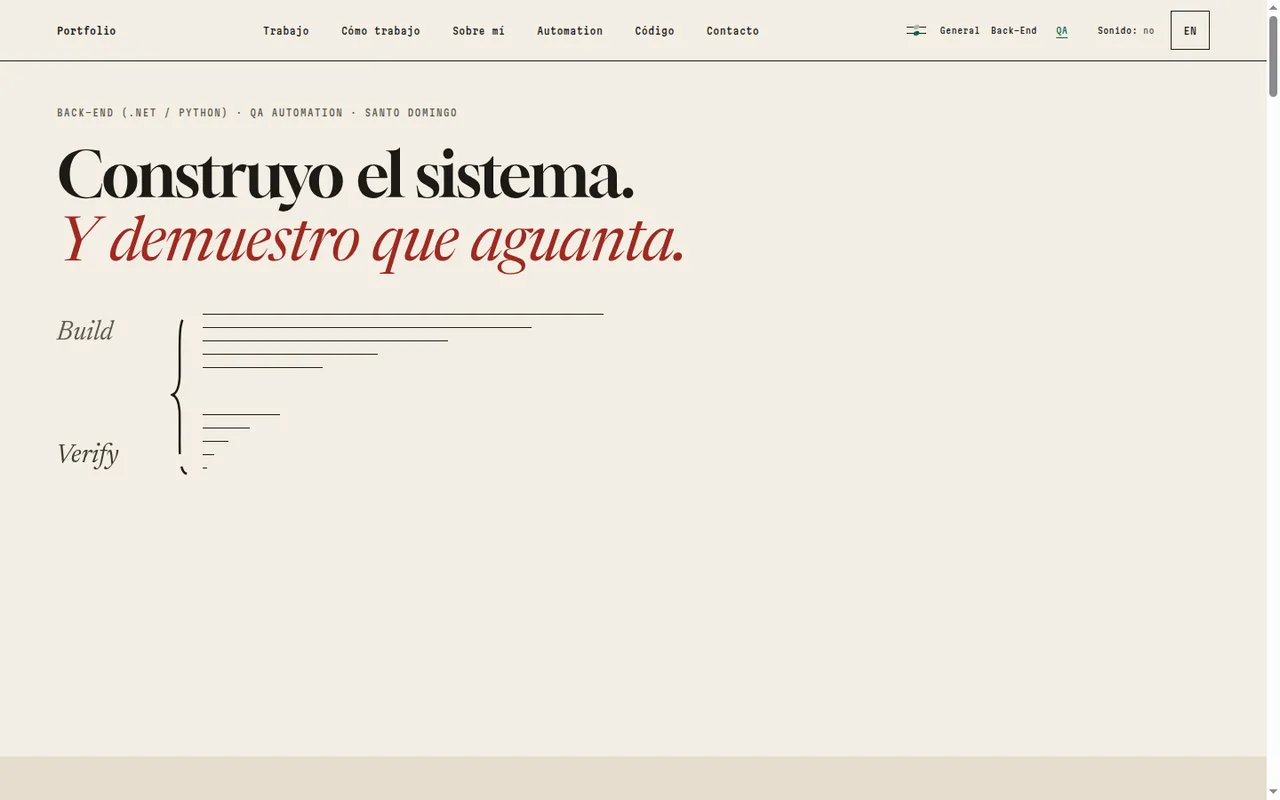 Portfolio Trabajo Cómo trabajo Sobre mí Automation Código Contacto General Back-End QA Sonido: no EN
BACK-END (.NET / PYTHON) · QA AUTOMATION · SANTO DOMINGO
Construyo el sistema.
Y demuestro que aguanta.
Build
Verify